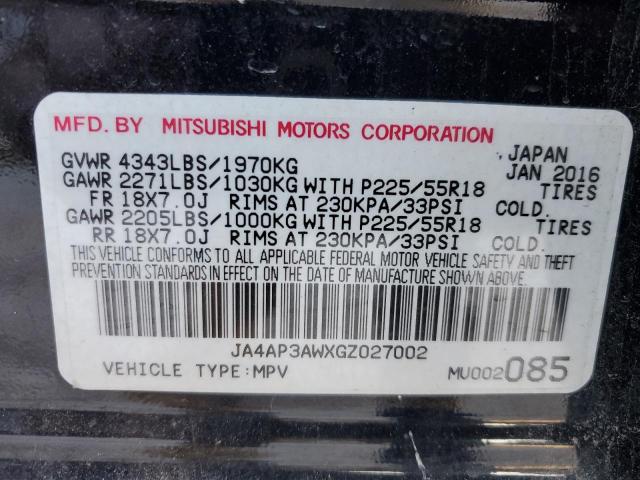 MFD. BY MITSUBISHI MOTORS CORPORATION
GVWR 4343LBS/1970KG JAPAN JAN 2016
GAWR 2271LBS/1030KG WITH P225/55R18 TIRES
FR 18X7.0J RIMS AT 230KPA/33PSI COLD.
GAWR 2205LBS/1000KG WITH P225/55R18 TIRES
RR 18X7.0J RIMS AT 230KPA/33PSI COLD.
THIS VEHICLE CONFORMS TO ALL APPLICABLE FEDERAL MOTOR VEHICLE SAFETY AND THEFT
PREVENTION STANDARDS IN EFFECT ON THE DATE OF MANUFACTURE SHOWN ABOVE.
JA4AP3AWXGZ027002
VEHICLE TYPE:MPV MU002085